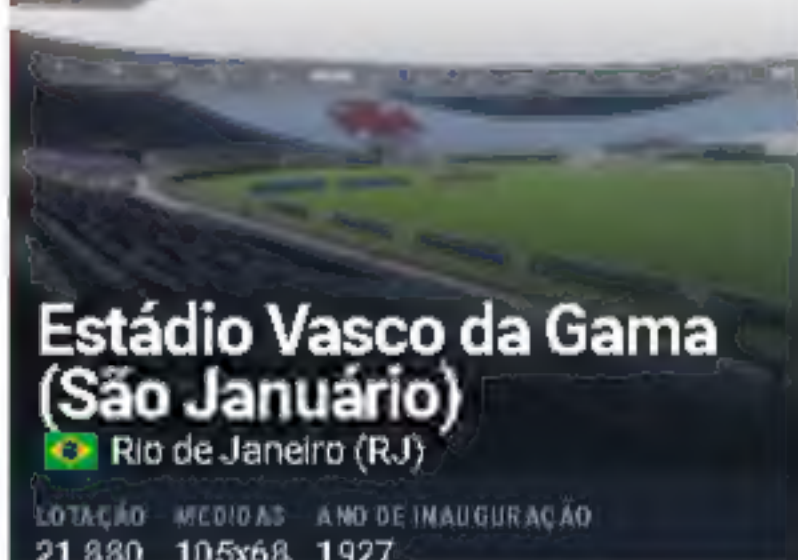 Estádio Vasco da Gama
(São Januário)
Rio de Janeiro (RJ)
LOTAÇÃO MEDIDAS ANO DE INAUGURAÇÃO
21.880 105x68 1927